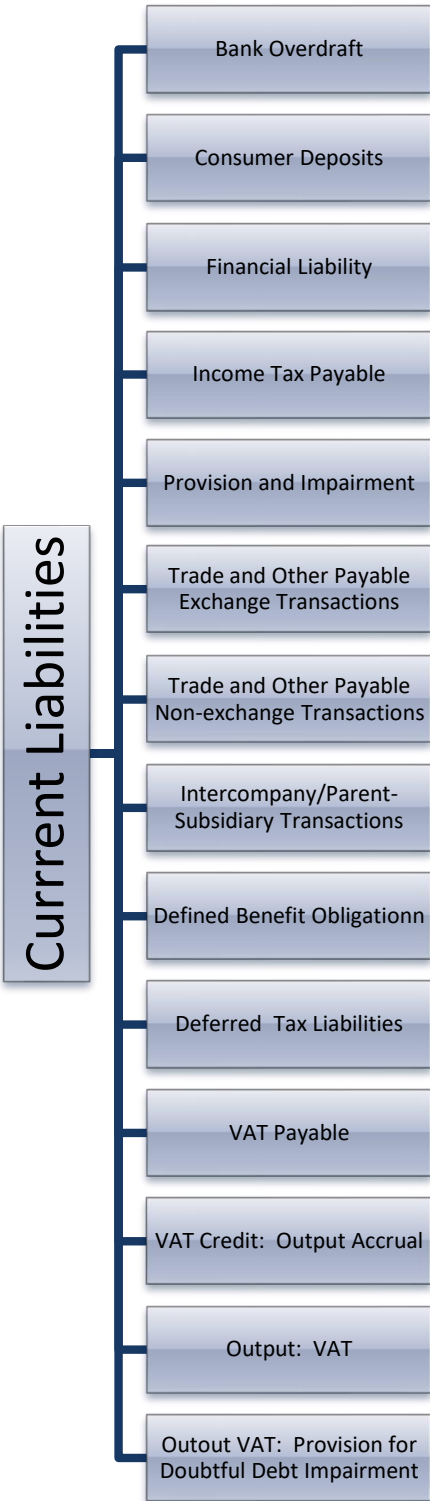 Currrent Liabilities
Bank Overdraft
Consumer Deposits
Financial Liability
Income Tax Payable
Provision and Impairment
Trade and Other Payable
Exchange Transactions
Trade and Other Payable
Non-exchange Transactions
Intercompany/Parent-
Subsidiary Transactions
Defined Benefit Obligationn
Deferred  Tax Liabilities
VAT Payable
VAT Credit:  Output Accrual
Output:  VAT
Outout VAT:  Provision for
Doubtful Debt Impairment